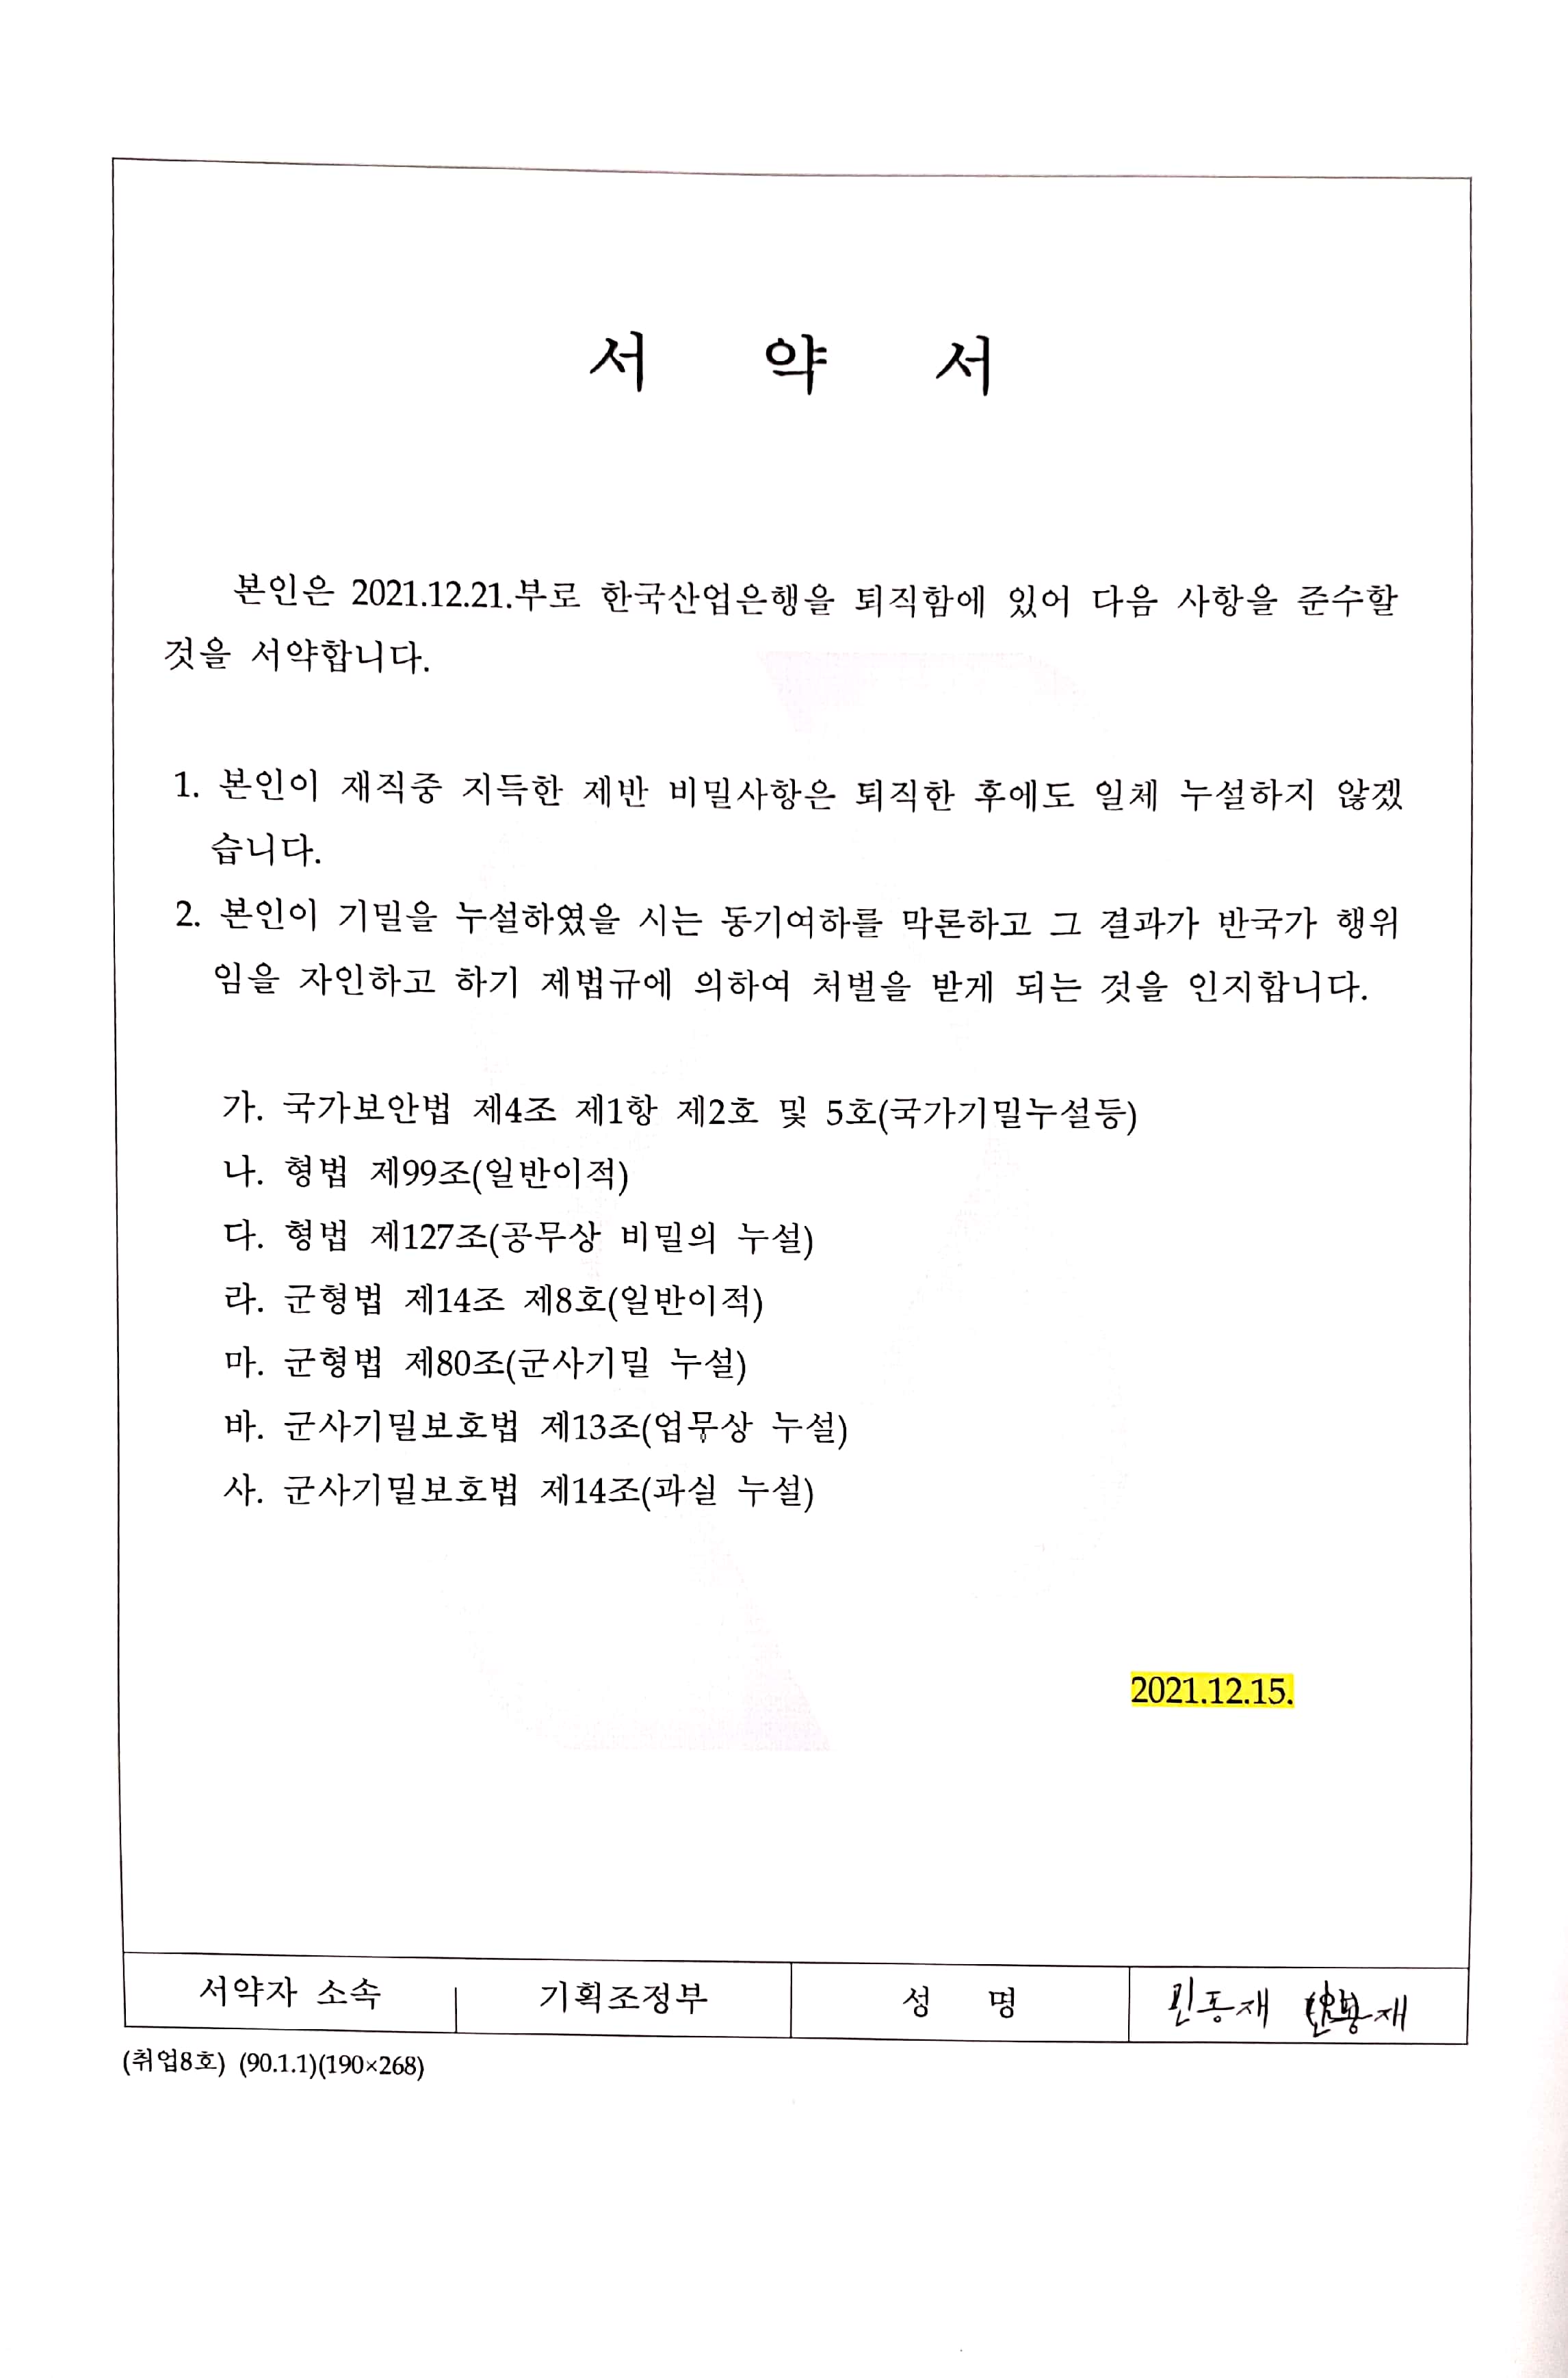 서 약 서
본인은 2021.12.21.부로 한국산업은행을 퇴직함에 있어 다음 사항을 준수할
것을 서약합니다.
1. 본인이 재직중 지득한 제반 비밀사항은 퇴직한 후에도 일체 누설하지 않겠
습니다.
2. 본인이 기밀을 누설하였을 시는 동기여하를 막론하고 그 결과가 반국가 행위
임을 자인하고 하기 제법규에 의하여 처벌을 받게 되는 것을 인지합니다.
가. 국가보안법 제4조 제1항 제2호 및 5호(국가기밀누설등)
나. 형법 제99조(일반이적)
다. 형법 제127조(공무상 비밀의 누설)
라. 군형법 제14조 제8호(일반이적)
마. 군형법 제80조(군사기밀 누설)
바. 군사기밀보호법 제13조(업무상 누설)
사. 군사기밀보호법 제14조(과실 누설)
2021.12.15.
서약자 소속 기획조정부 성 명
(취업8호) (90.1.1)(190×268)